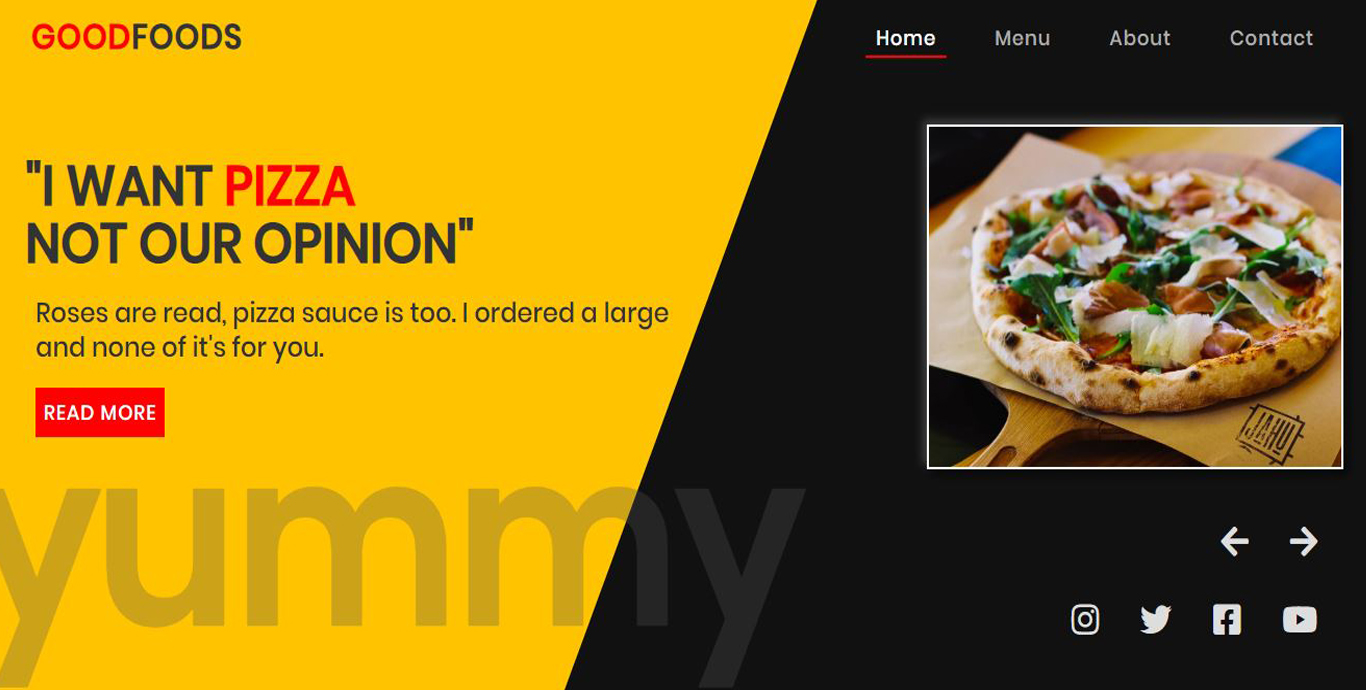 GOODFOODS
Home Menu About Contact
"I WANT PIZZA
NOT OUR OPINION"
Roses are read, pizza sauce is too. I ordered a large
and none of it's for you.
READ MORE
JAHU
yummy